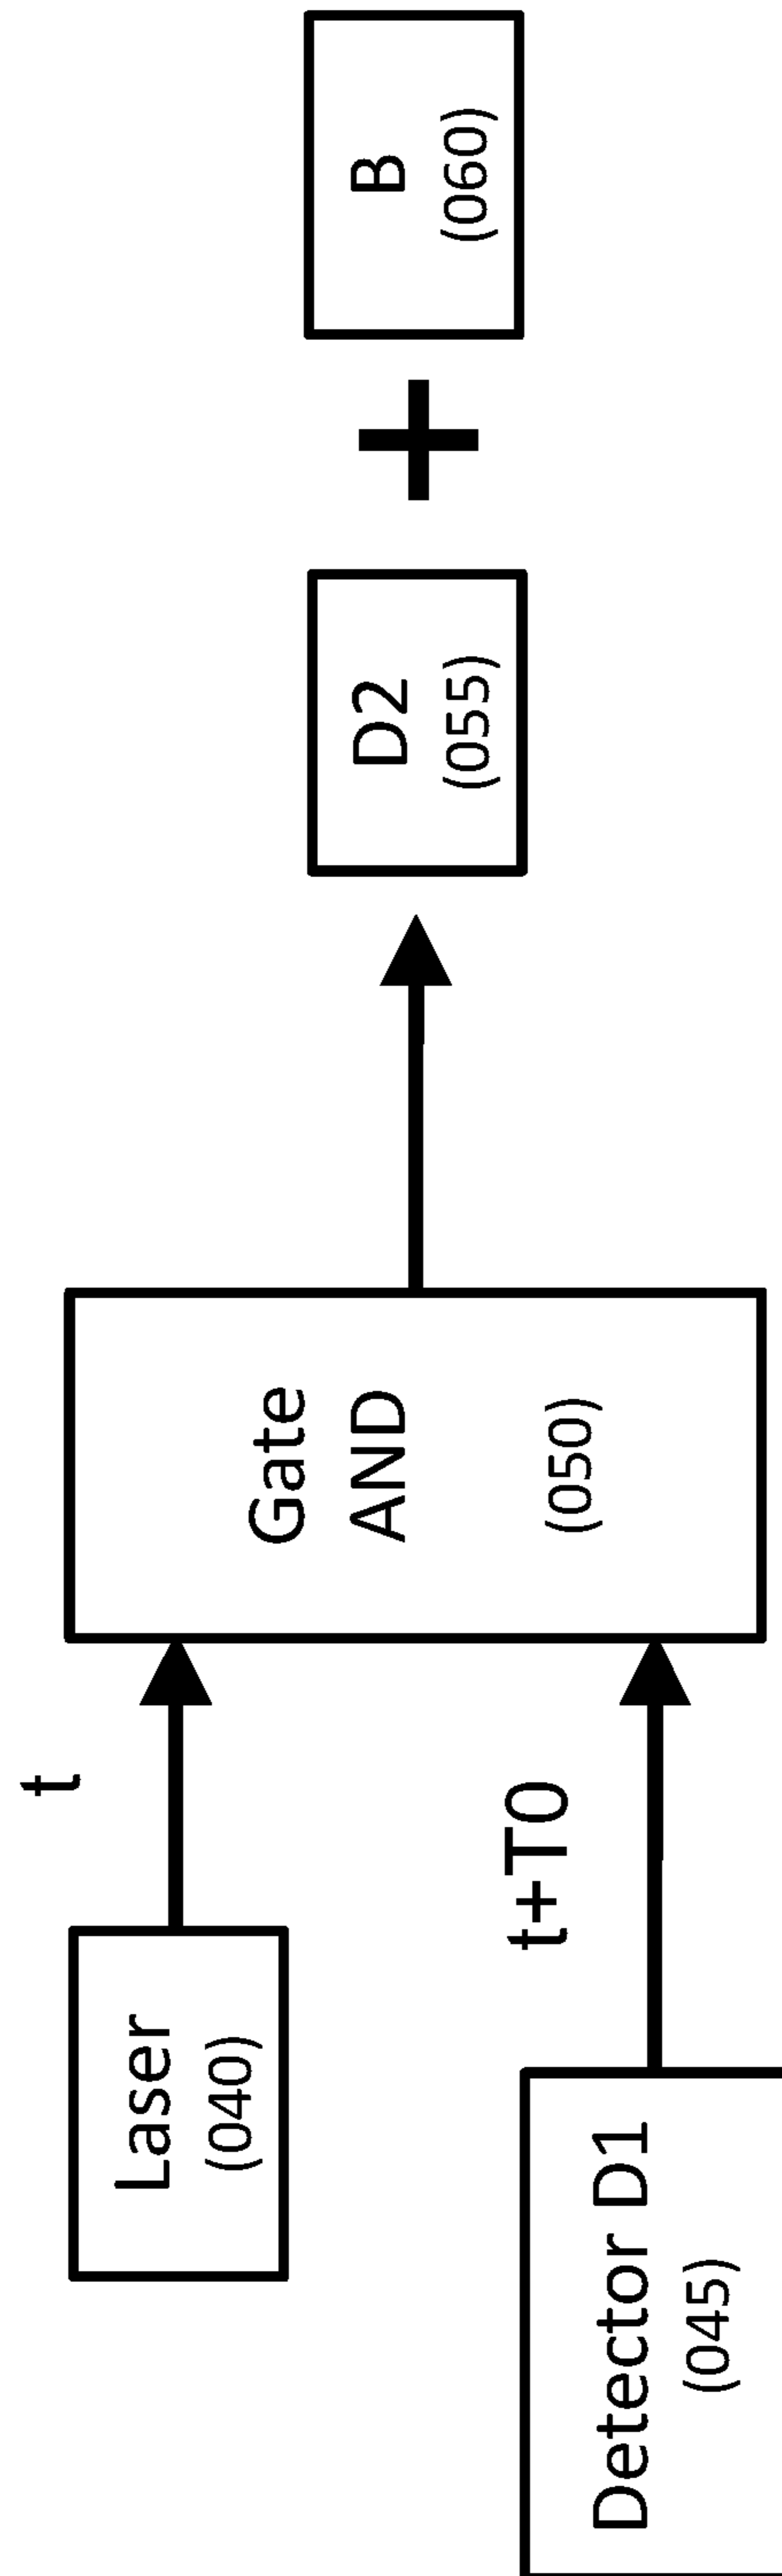 t
Laser
(040)
t+T0
Detector D1
(045)
Gate
AND
(050)
D2
(055)
+
B
(060)